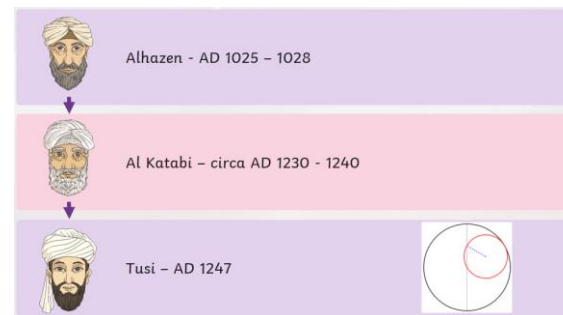 Alhazen - AD 1025 – 1028
Al Katabi – circa AD 1230 - 1240
Tusi – AD 1247